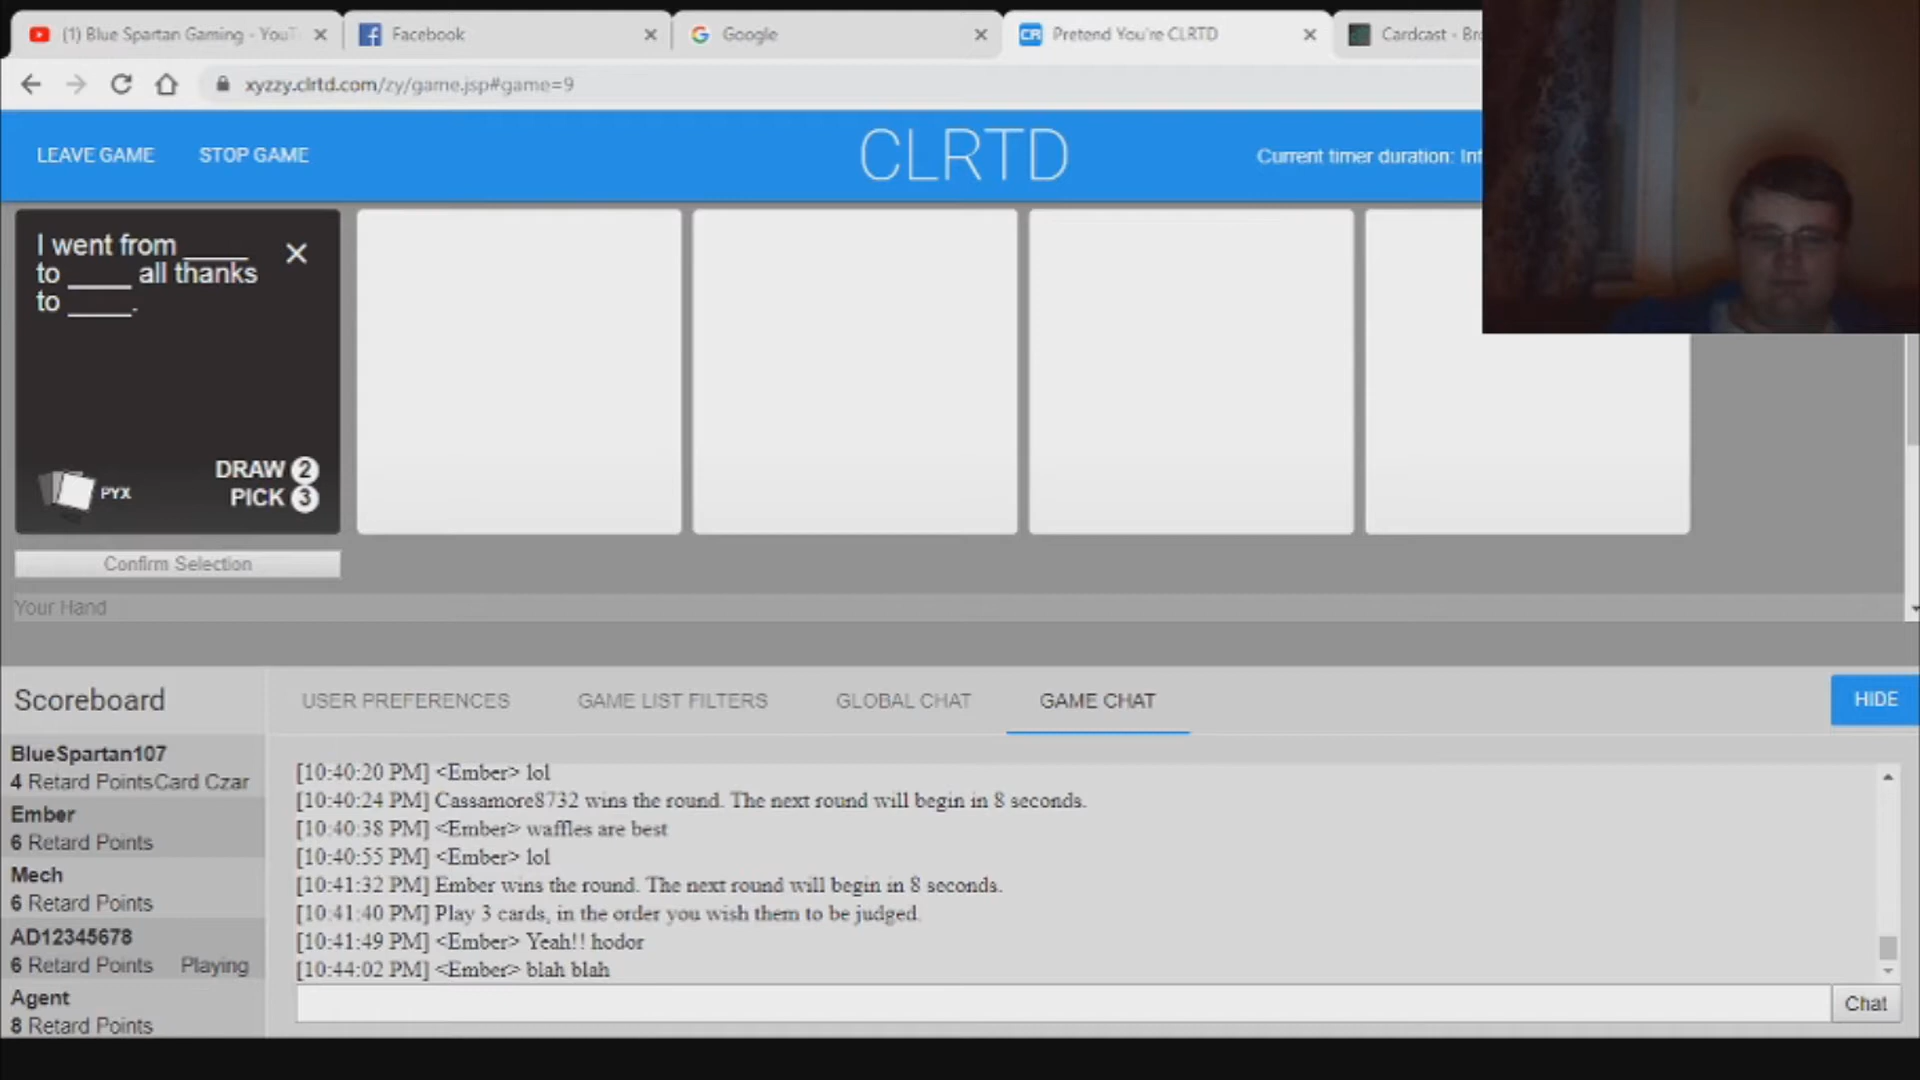 (1) Blue Spartan Gaming - YouT
Facebook
Google
Pretend You're CLRTD
Cardcast - Bro
xyzzy.clrtd.com/zy/game.jsp#game=9
LEAVE GAME
STOP GAME
CLRTD
Current timer duration: Inf
I went from _____
to _____ all thanks
to _____.
DRAW 2
PICK 3
PYX
Confirm Selection
Your Hand
Scoreboard
USER PREFERENCES
GAME LIST FILTERS
GLOBAL CHAT
GAME CHAT
HIDE
BlueSpartan107
4 Retard PointsCard Czar
Ember
6 Retard Points
Mech
6 Retard Points
AD12345678
6 Retard Points Playing
Agent
8 Retard Points
[10:40:20 PM] <Ember> lol
[10:40:24 PM] Cassamore8732 wins the round. The next round will begin in 8 seconds.
[10:40:38 PM] <Ember> waffles are best
[10:40:55 PM] <Ember> lol
[10:41:32 PM] Ember wins the round. The next round will begin in 8 seconds.
[10:41:40 PM] Play 3 cards, in the order you wish them to be judged.
[10:41:49 PM] <Ember> Yeah!! hodor
[10:44:02 PM] <Ember> blah blah
Chat